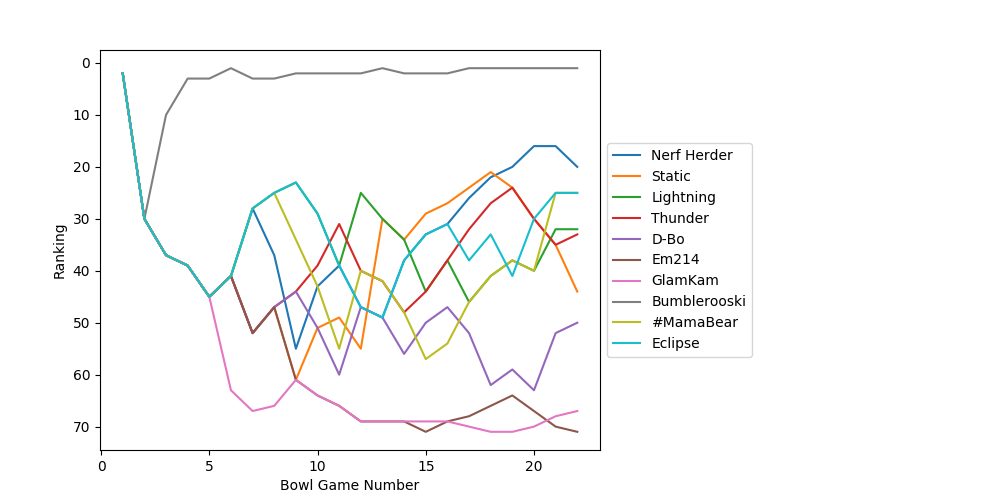 0
10
20
30
40
50
60
70
Ranking
0 5 10 15 20
Bowl Game Number
Nerf Herder
Static
Lightning
Thunder
D-Bo
Em214
GlamKam
Bumblerooski
#MamaBear
Eclipse